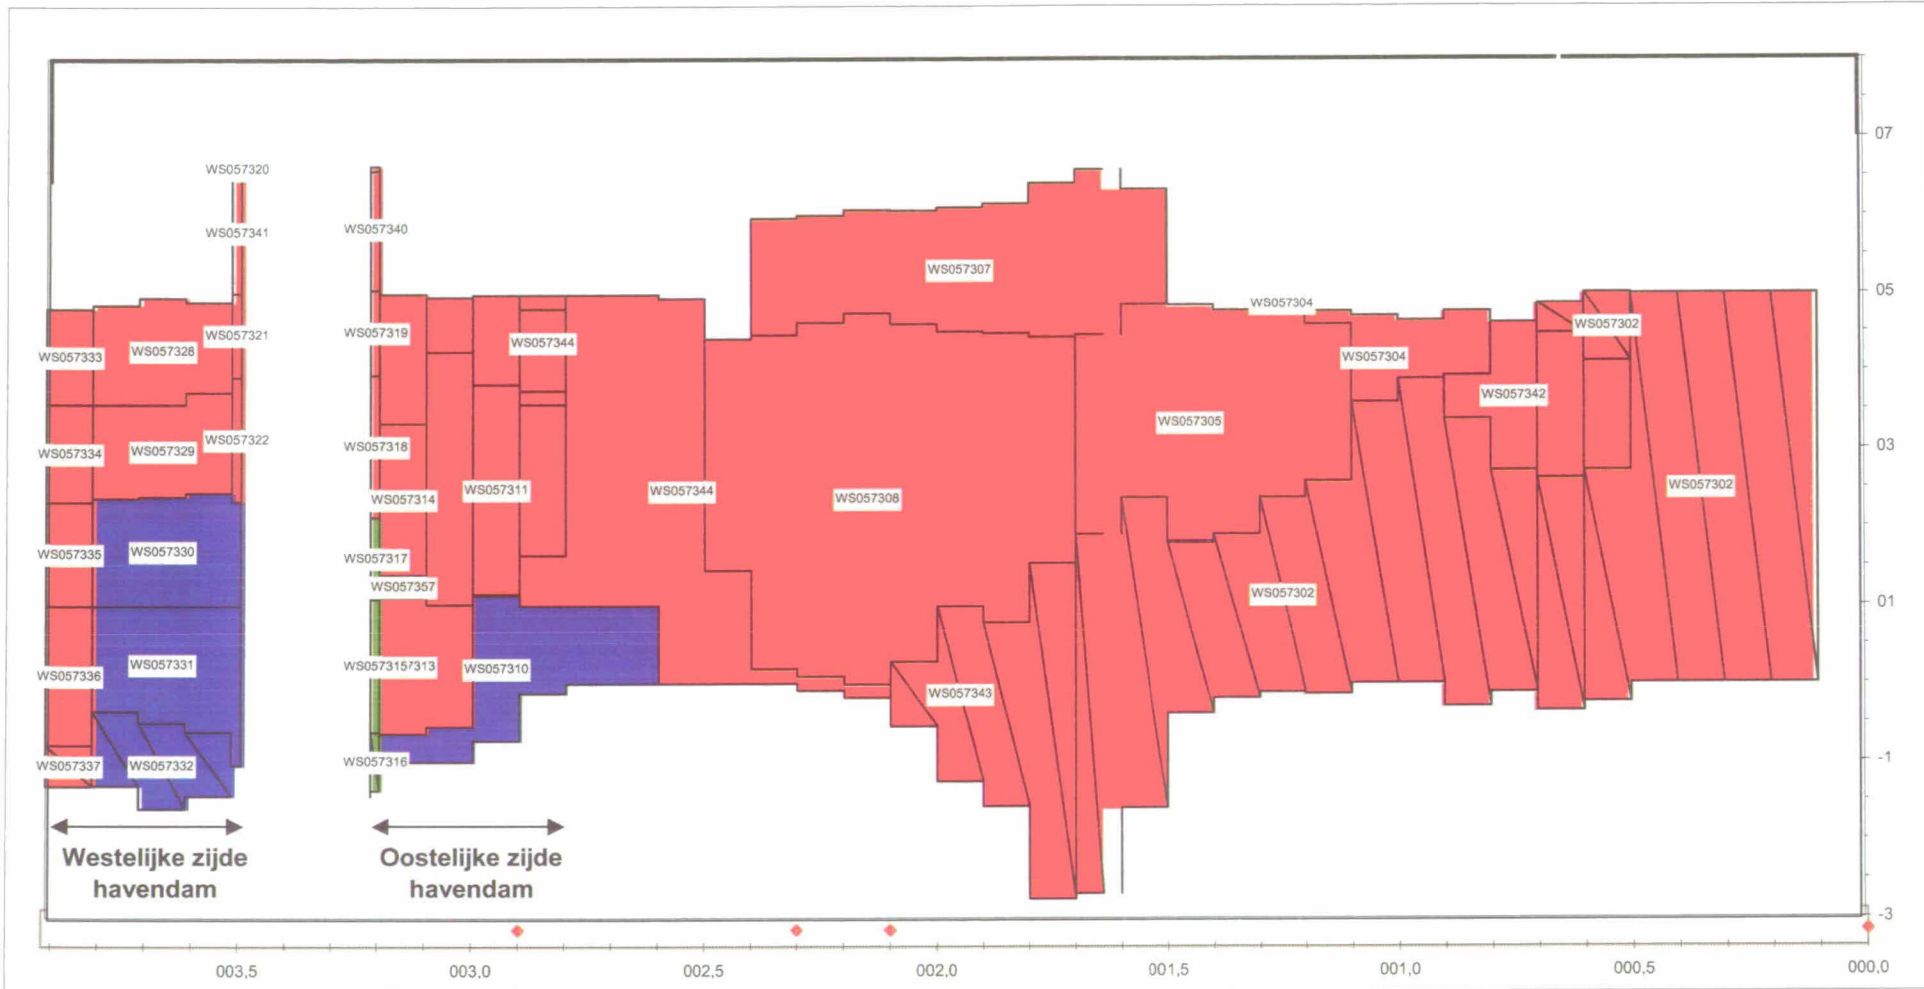 07
WS057320
WS057341
WS057340
WS057307
05
WS057304
WS057302
WS057321
WS057319
WS057344
WS057333
WS057328
WS057304
WS057342
WS057305
03
WS057322
WS057318
WS057334
WS057329
WS057314
WS057311
WS057344
WS057308
WS057302
WS057335
WS057330
WS057317
WS057357
WS057302
01
WS057336
WS057331
WS0573157313
WS057310
WS057343
WS057337
WS057332
WS057316
-1
Westelijke zijde
havendam
Oostelijke zijde
havendam
-3
003,5
003,0
002,5
002,0
001,5
001,0
000,5
000,0